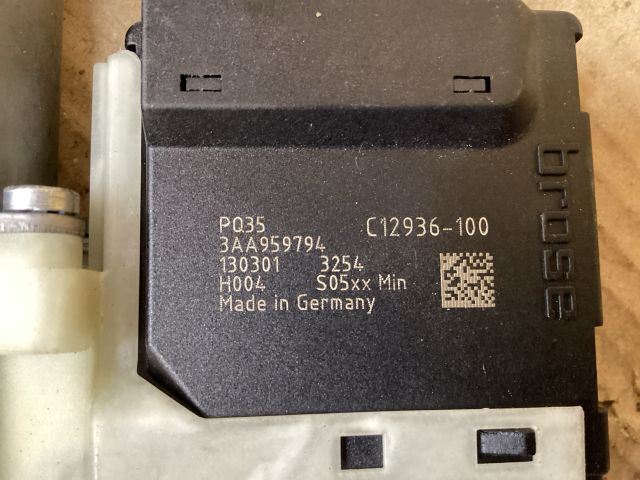 PQ35 C12936-100
3AA959794
130301 3254
H004 S05xx Min
Made in Germany
brose